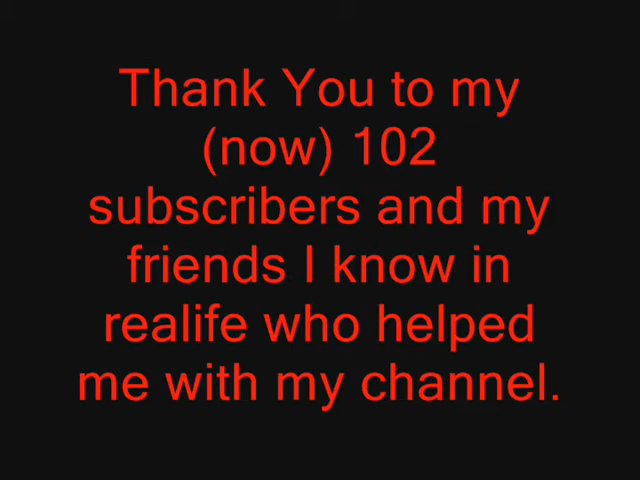 Thank You to my
(now) 102
subscribers and my
friends I know in
realife who helped
me with my channel.